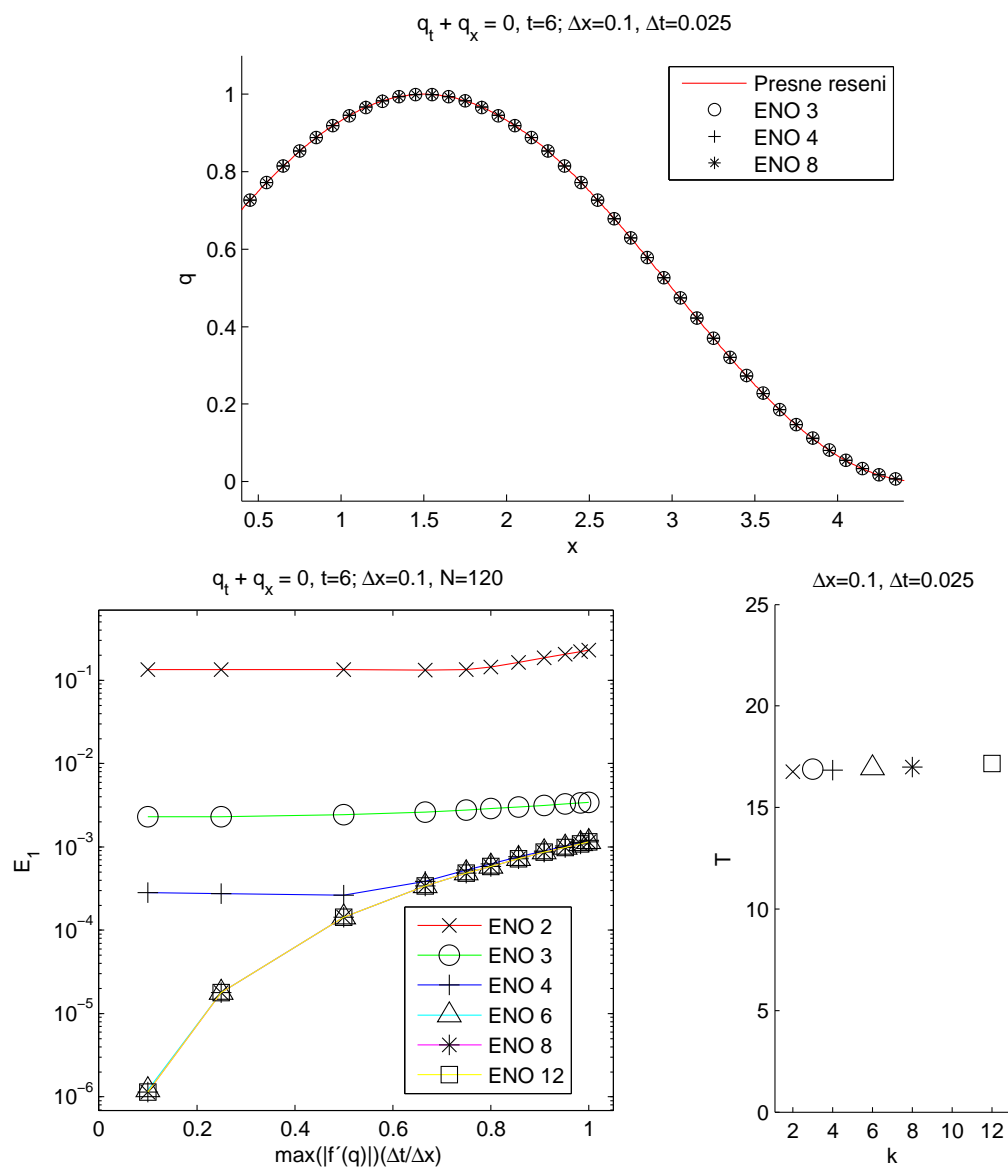 q_t + q_x = 0, t=6; Δx=0.1, Δt=0.025
Presne reseni
ENO 3
ENO 4
ENO 8
1
0.8
0.6
0.4
0.2
0
q
0.5 1 1.5 2 2.5 3 3.5 4
x
q_t + q_x = 0, t=6; Δx=0.1, N=120
10^−1
10^−2
10^−3
10^−4
10^−5
10^−6
E_1
ENO 2
ENO 3
ENO 4
ENO 6
ENO 8
ENO 12
0 0.2 0.4 0.6 0.8 1
max(|f´(q)|)(Δt/Δx)
Δx=0.1, Δt=0.025
25
20
15
10
5
0
T
2 4 6 8 10 12
k